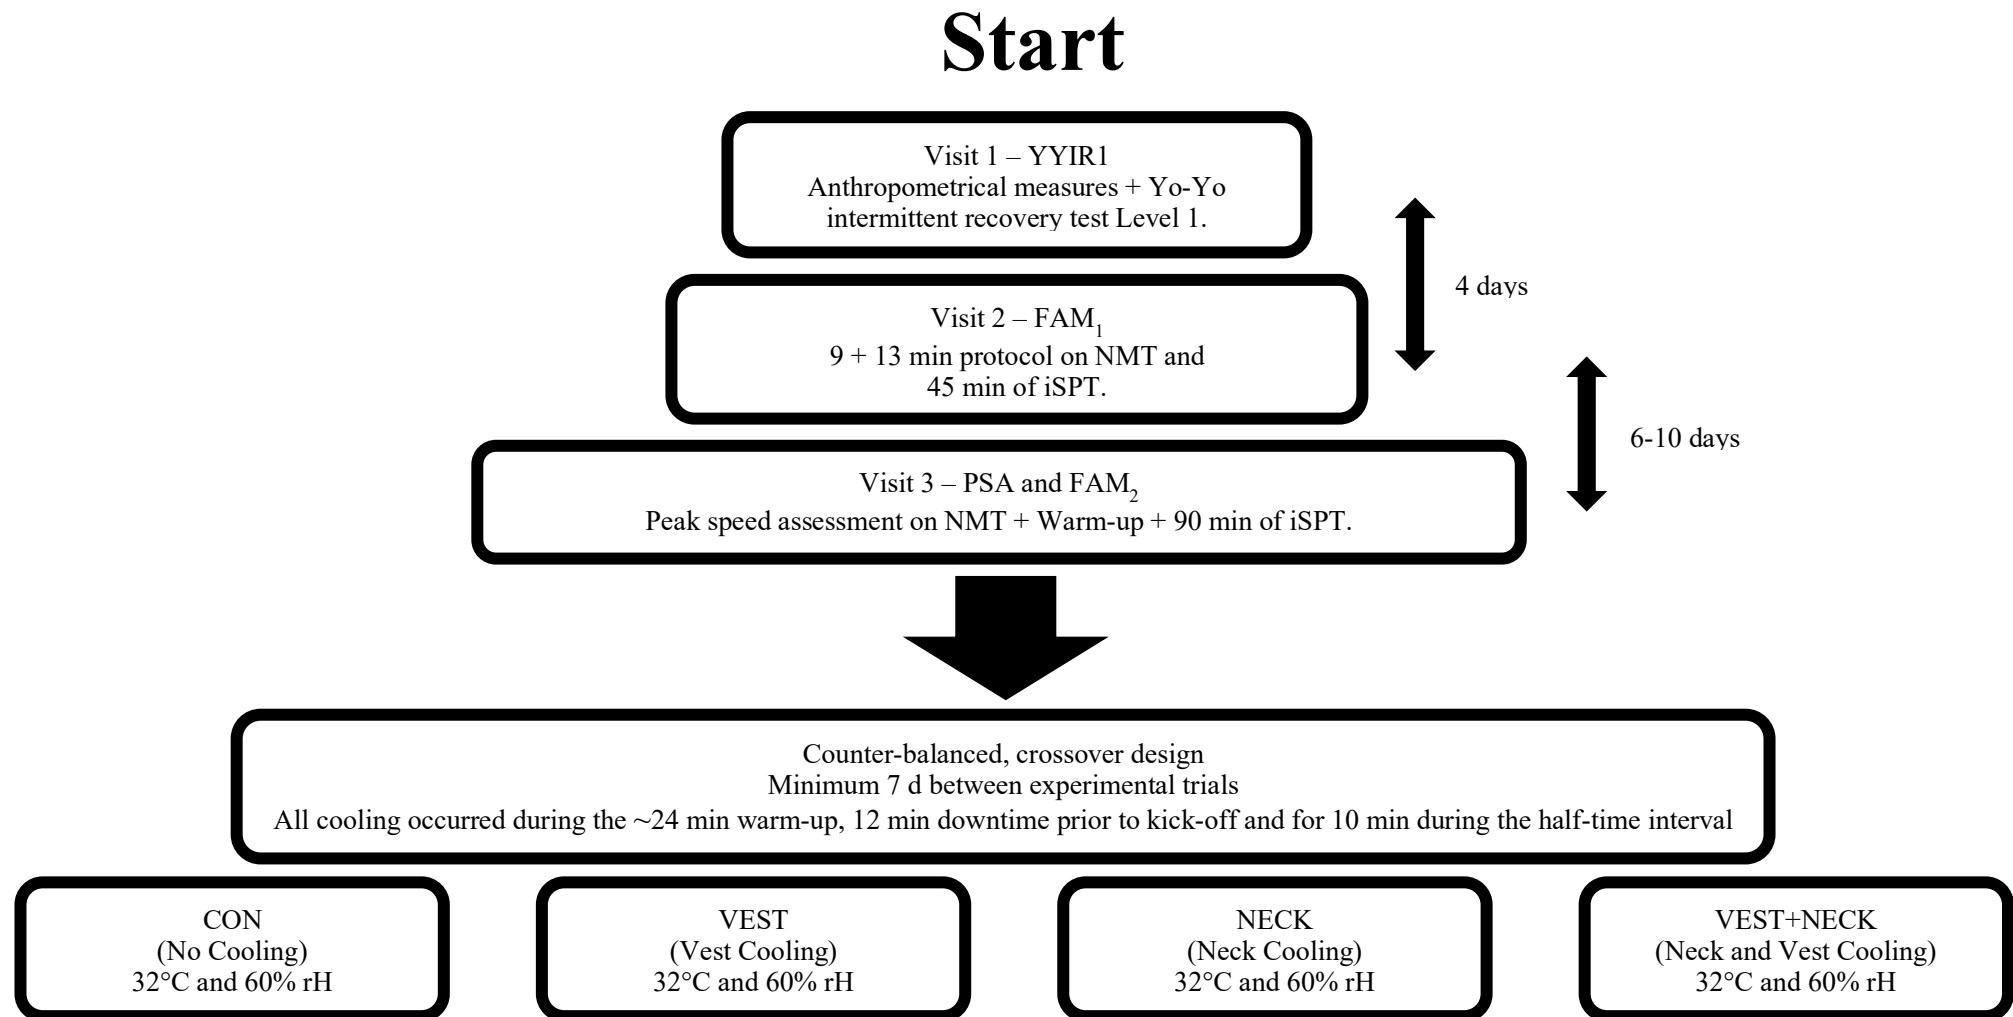 Start
Visit 1 – YYIR1
Anthropometrical measures + Yo-Yo
intermittent recovery test Level 1.
4 days
Visit 2 – FAM₁
9 + 13 min protocol on NMT and
45 min of iSPT.
6-10 days
Visit 3 – PSA and FAM₂
Peak speed assessment on NMT + Warm-up + 90 min of iSPT.
Counter-balanced, crossover design
Minimum 7 d between experimental trials
All cooling occurred during the ~24 min warm-up, 12 min downtime prior to kick-off and for 10 min during the half-time interval
CON
(No Cooling)
32°C and 60% rH
VEST
(Vest Cooling)
32°C and 60% rH
NECK
(Neck Cooling)
32°C and 60% rH
VEST+NECK
(Neck and Vest Cooling)
32°C and 60% rH